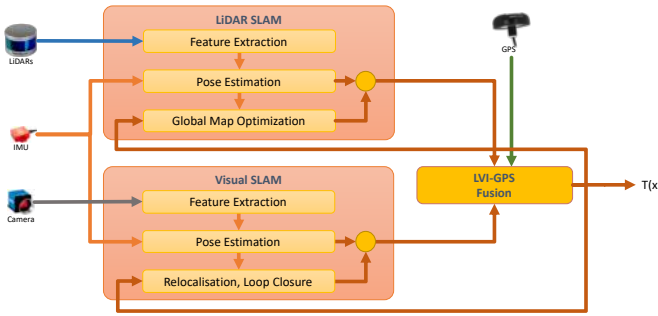 LiDAR SLAM
Feature Extraction
Pose Estimation
Global Map Optimization
LiDARs
IMU
Camera
GPS
Visual SLAM
Feature Extraction
Pose Estimation
Relocalisation, Loop Closure
LVI-GPS
Fusion
T(x